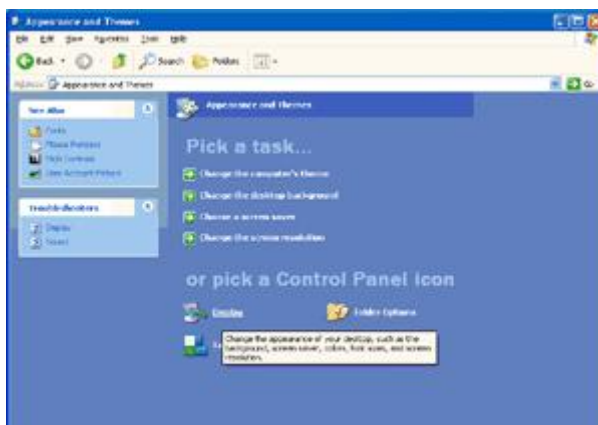 Appearance and Themes
File Edit View Favorites Tools Help
Back Search Folders
Address Appearance and Themes Go
See Also
Fonts
Mouse Pointers
High Contrast
User Account Picture
Troubleshooters
Display
Sound
Appearance and Themes
Pick a task...
Change the computer's theme
Change the desktop background
Choose a screen saver
Change the screen resolution
or pick a Control Panel icon
Display Folder Options
Change the appearance of your desktop, such as the
background, screen saver, colors, font sizes, and screen
resolution.